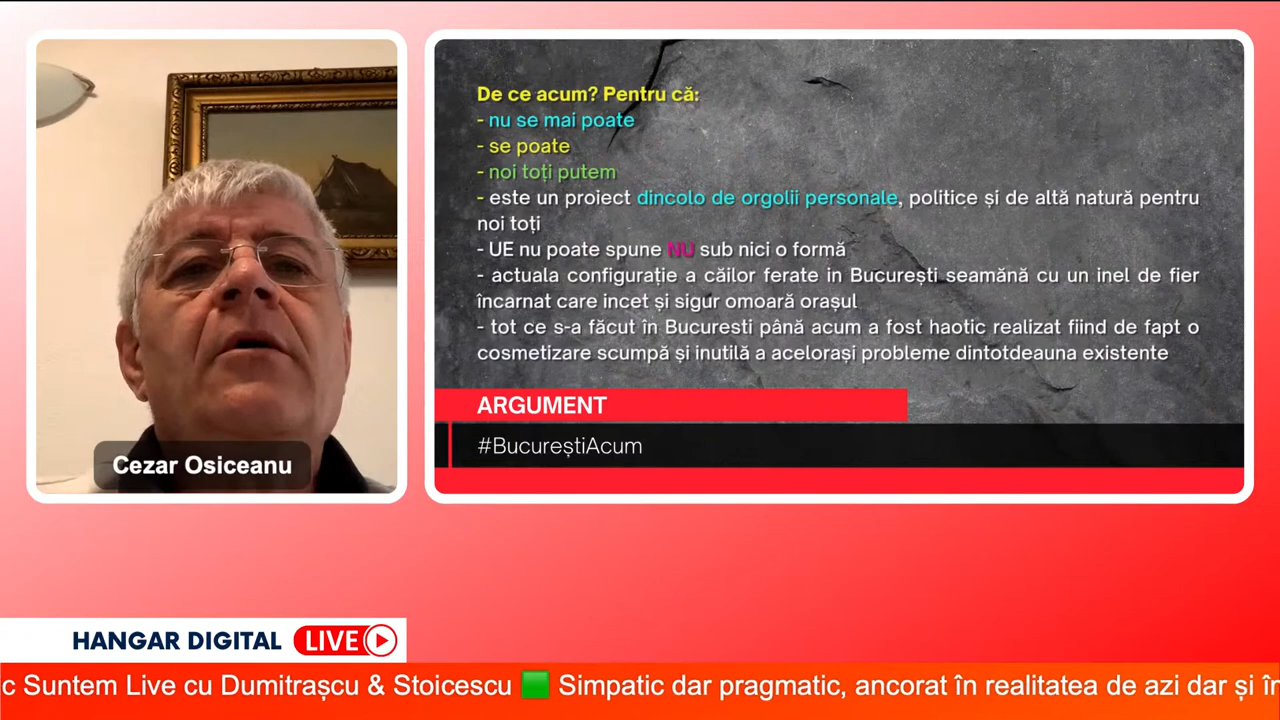 De ce acum? Pentru că:
- nu se mai poate
- se poate
- noi toți putem
- este un proiect dincolo de orgolii personale, politice și de altă natură pentru
noi toți
- UE nu poate spune NU sub nici o formă
- actuala configurație a căilor ferate in București seamănă cu un inel de fier
încarnat care incet și sigur omoară orașul
- tot ce s-a făcut în Bucuresti până acum a fost haotic realizat fiind de fapt o
cosmetizare scumpă și inutilă a acelorași probleme dintotdeauna existente
ARGUMENT
#BucureștiAcum
Cezar Osiceanu
HANGAR DIGITAL LIVE
c Suntem Live cu Dumitrașcu & Stoicescu 🟩 Simpatic dar pragmatic, ancorat în realitatea de azi dar și în